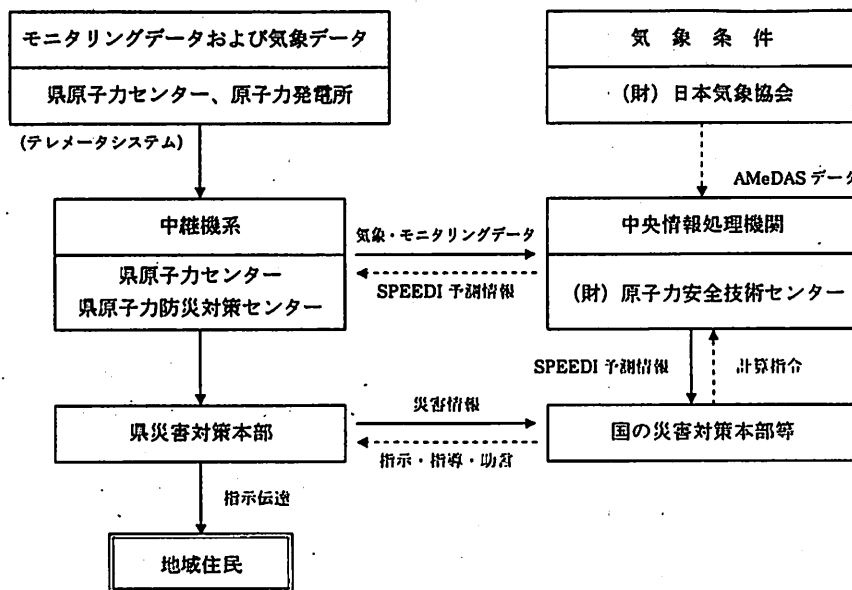 モニタリングデータおよび気象データ
県原子力センター、原子力発電所
(テレメータシステム)
気 象 条 件
(財) 日本気象協会
AMeDAS データ
中継機系
県原子力センター
県原子力防災対策センター
気象・モニタリングデータ
SPEEDI 予測情報
中央情報処理機関
(財) 原子力安全技術センター
SPEEDI 予測情報
計算指令
県災害対策本部
災害情報
指示・指導・助言
国の災害対策本部等
指示伝達
地域住民